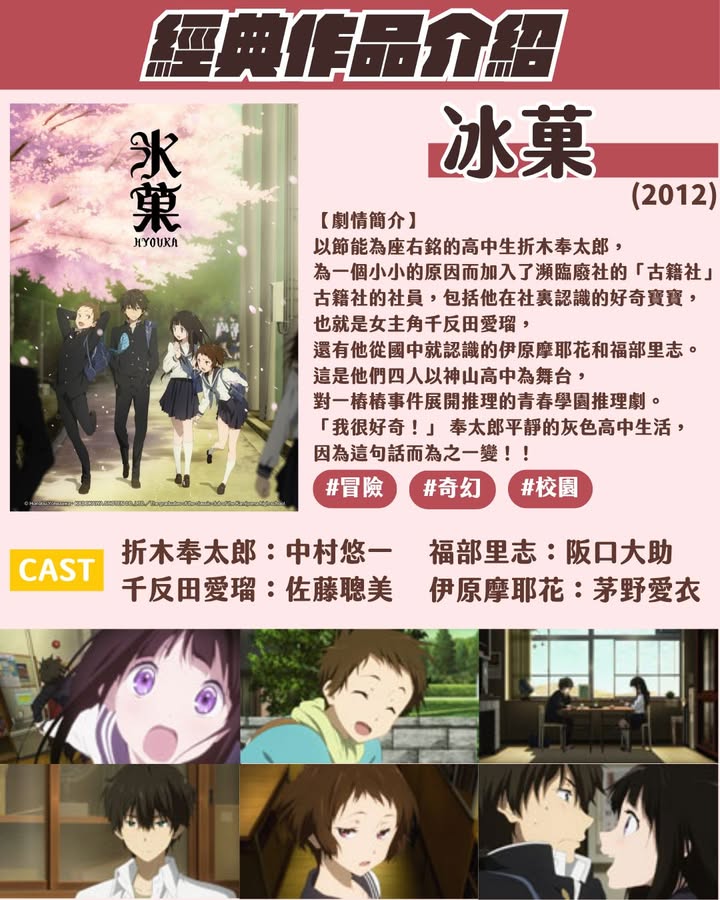 經典作品介紹
氷菓
HYOUKA
冰菓
(2012)
【劇情簡介】
以節能為座右銘的高中生折木奉太郎，
為一個小小的原因而加入了瀕臨廢社的「古籍社」
古籍社的社員，包括他在社裏認識的好奇寶寶，
也就是女主角千反田愛瑠，
還有他從國中就認識的伊原摩耶花和福部里志。
這是他們四人以神山高中為舞台，
對一樁樁事件展開推理的青春學園推理劇。
「我很好奇！」 奉太郎平靜的灰色高中生活，
因為這句話而為之一變！！
#冒險 #奇幻 #校園
CAST
折木奉太郎：中村悠一 福部里志：阪口大助
千反田愛瑠：佐藤聰美 伊原摩耶花：茅野愛衣